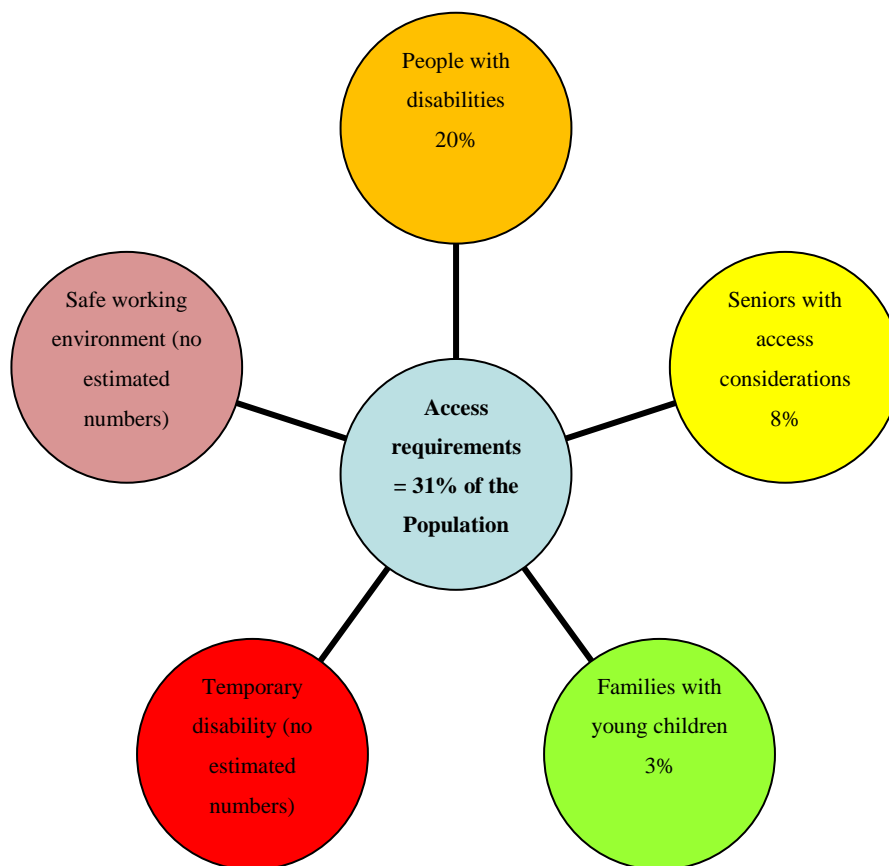 People with
disabilities
20%
Safe working
environment (no
estimated
numbers)
Seniors with
access
considerations
8%
Access
requirements
= 31% of the
Population
Temporary
disability (no
estimated
numbers)
Families with
young children
3%